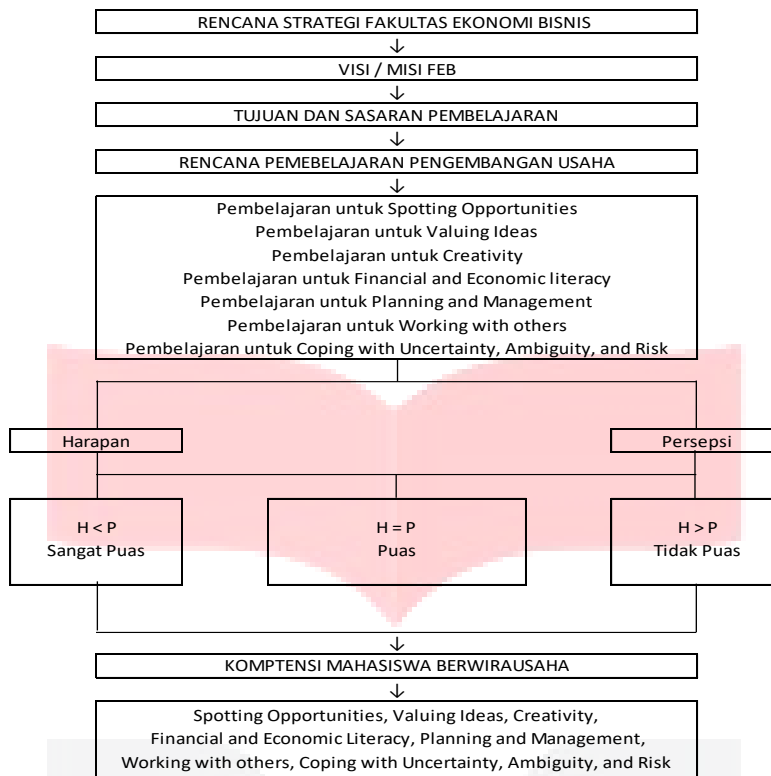 RENCANA STRATEGI FAKULTAS EKONOMI BISNIS
VISI / MISI FEB
TUJUAN DAN SASARAN PEMBELAJARAN
RENCANA PEMEBELAJARAN PENGEMBANGAN USAHA
Pembelajaran untuk Spotting Opportunities
Pembelajaran untuk Valuing Ideas
Pembelajaran untuk Creativity
Pembelajaran untuk Financial and Economic literacy
Pembelajaran untuk Planning and Management
Pembelajaran untuk Working with others
Pembelajaran untuk Coping with Uncertainty, Ambiguity, and Risk
Harapan
Persepsi
H < P
Sangat Puas
H = P
Puas
H > P
Tidak Puas
KOMPTENSI MAHASISWA BERWIRAUSAHA
Spotting Opportunities, Valuing Ideas, Creativity,
Financial and Economic Literacy, Planning and Management,
Working with others, Coping with Uncertainty, Ambiguity, and Risk